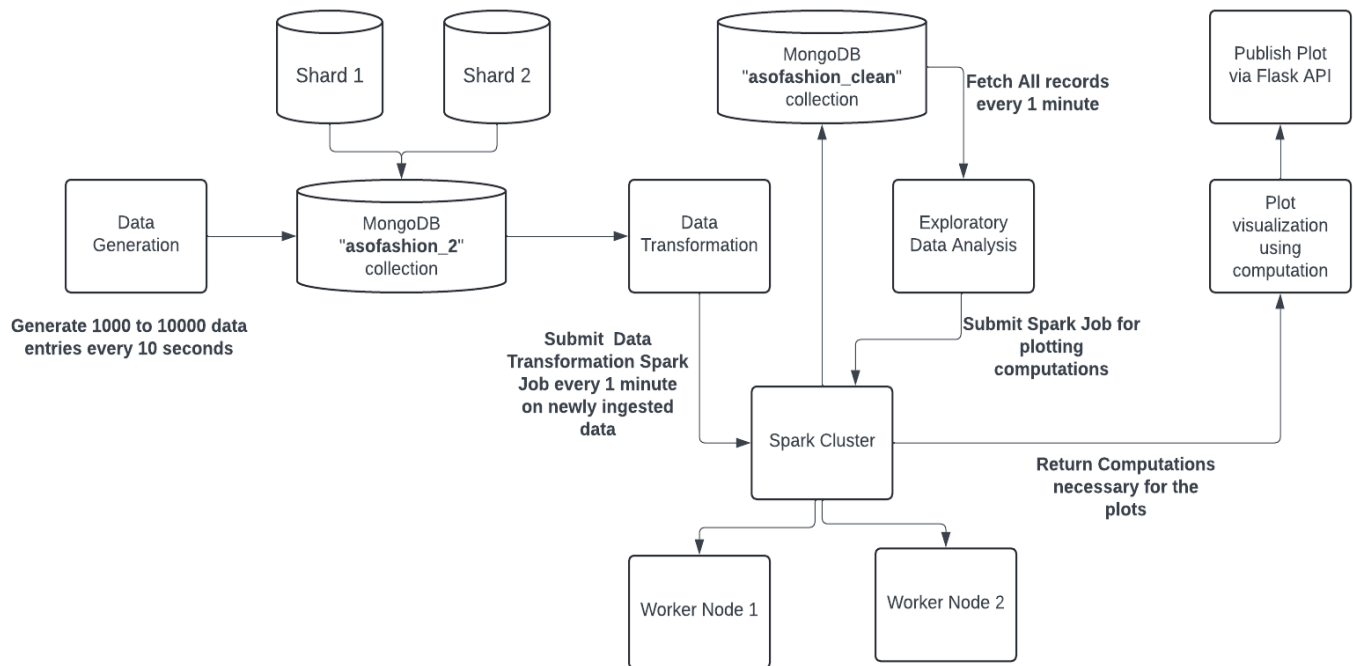 Shard 1
Shard 2
MongoDB
"asofashion_clean"
collection
Fetch All records
every 1 minute
Publish Plot
via Flask API
Data
Generation
MongoDB
"asofashion_2"
collection
Data
Transformation
Exploratory
Data Analysis
Plot
visualization
using
computation
Generate 1000 to 10000 data
entries every 10 seconds
Submit Data
Transformation Spark
Job every 1 minute
on newly ingested
data
Submit Spark Job for
plotting
computations
Spark Cluster
Return Computations
necessary for the
plots
Worker Node 1
Worker Node 2